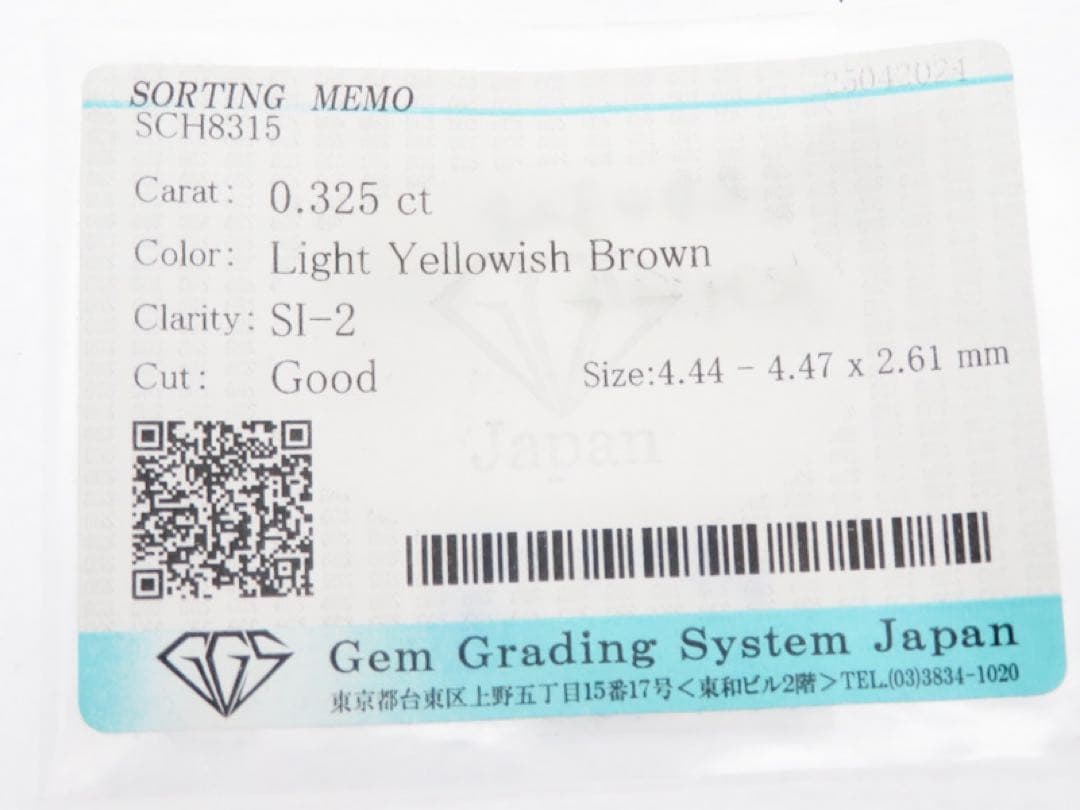 25042024
SORTING MEMO
SCH8315
Carat: 0.325 ct
Color: Light Yellowish Brown
Clarity: SI-2
Cut: Good
Size:4.44 - 4.47 x 2.61 mm
Japan
GGS
Gem Grading System Japan
東京都台東区上野五丁目15番17号＜東和ビル2階＞TEL.(03)3834-1020